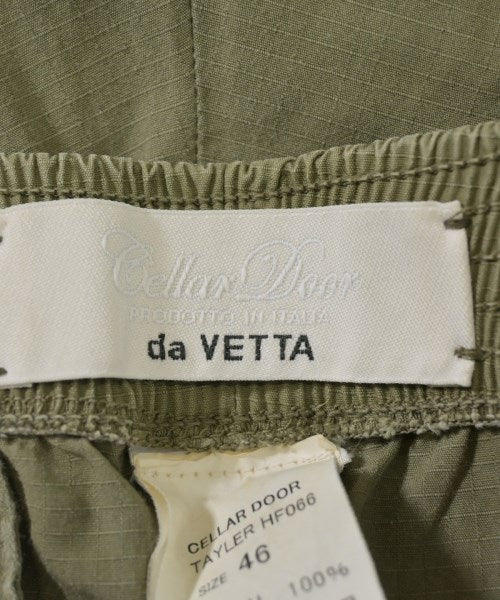 Cellar Door
PRODOTTO IN ITALIA
da VETTA
CELLAR DOOR
TAYLER HF066
SIZE 46
100%